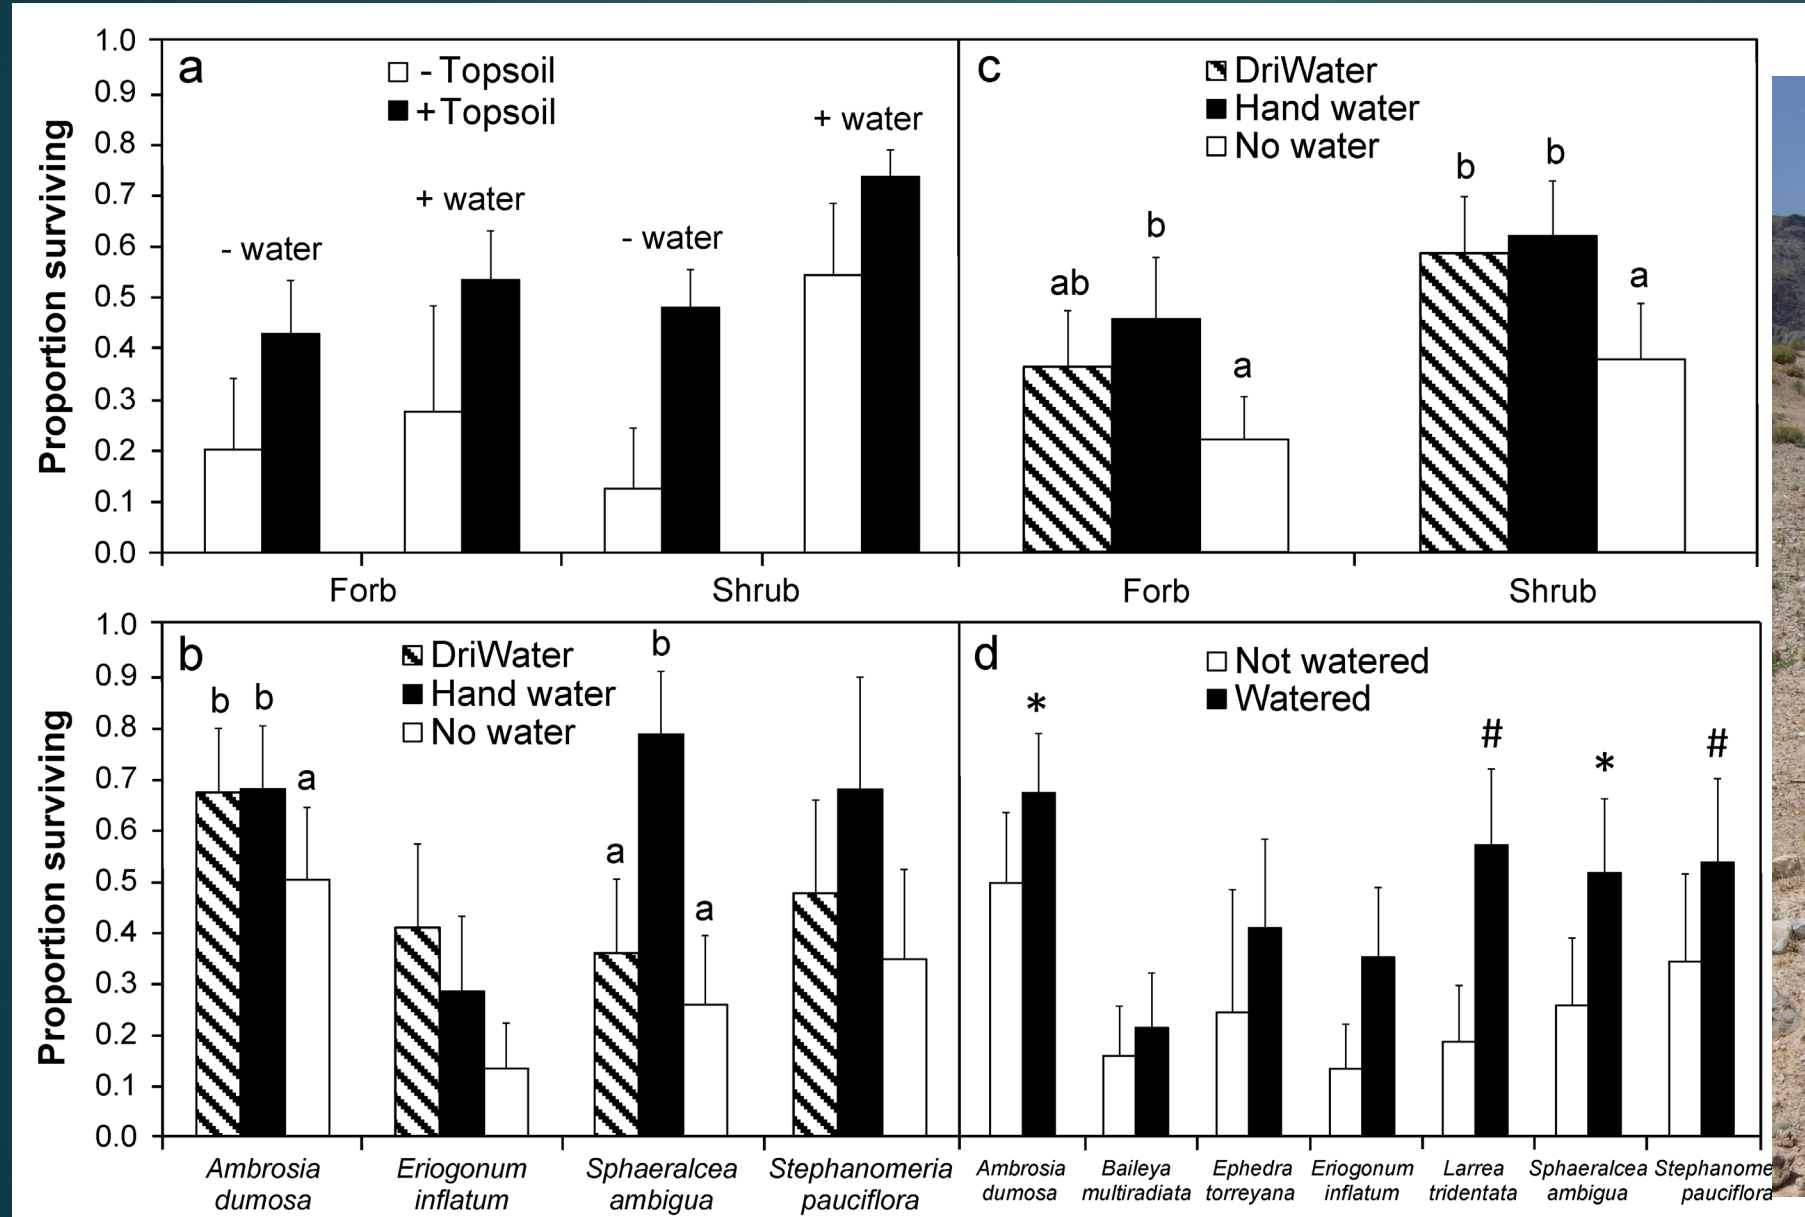 a
- Topsoil
+ Topsoil
Proportion surviving
1.0
0.9
0.8
0.7
0.6
0.5
0.4
0.3
0.2
0.1
0.0
- water
+ water
- water
+ water
Forb
Shrub
c
DriWater
Hand water
No water
ab
b
a
b
b
a
Forb
Shrub
b
DriWater
Hand water
No water
Proportion surviving
1.0
0.9
0.8
0.7
0.6
0.5
0.4
0.3
0.2
0.1
0.0
b
b
a
a
b
a
Ambrosia
dumosa
Eriogonum
inflatum
Sphaeralcea
ambigua
Stephanomeria
pauciflora
d
Not watered
Watered
*
#
*
#
Ambrosia
dumosa
Baileya
multiradiata
Ephedra
torreyana
Eriogonum
inflatum
Larrea
tridentata
Sphaeralcea
ambigua
Stephanome
pauciflora